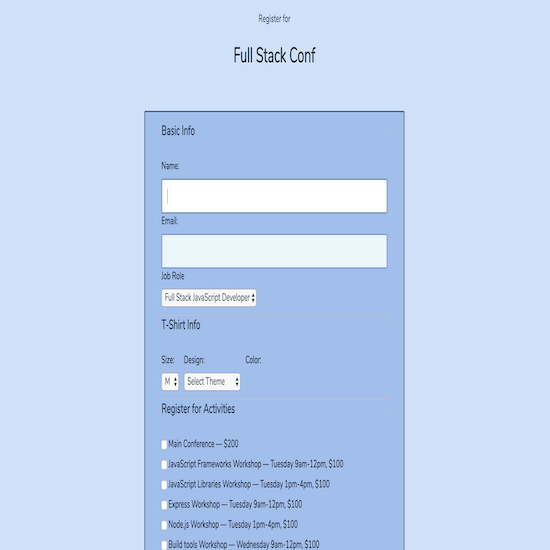 Register for
Full Stack Conf
Basic Info
Name:
Email:
Job Role
Full Stack JavaScript Developer
T-Shirt Info
Size: Design: Color:
M Select Theme
Register for Activities
Main Conference — $200
JavaScript Frameworks Workshop — Tuesday 9am-12pm, $100
JavaScript Libraries Workshop — Tuesday 1pm-4pm, $100
Express Workshop — Tuesday 9am-12pm, $100
Node.js Workshop — Tuesday 1pm-4pm, $100
Build tools Workshop — Wednesday 9am-12pm, $100